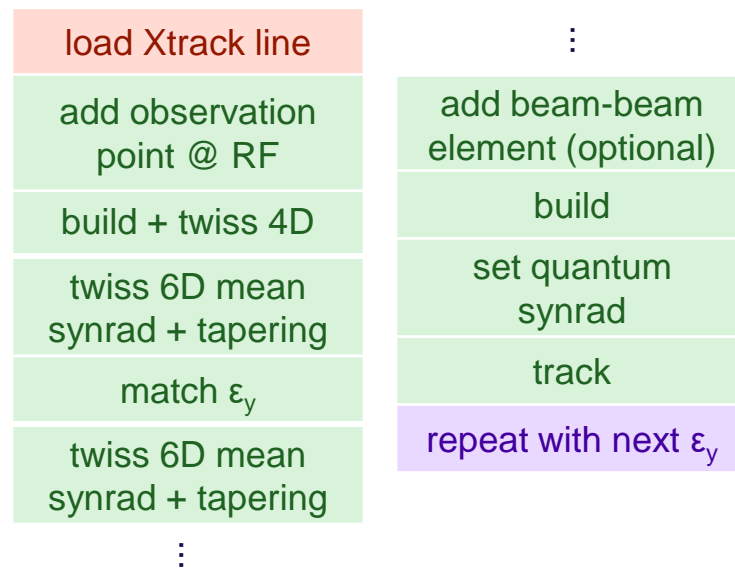 load Xtrack line
add observation
point @ RF
build + twiss 4D
twiss 6D mean
synrad + tapering
match εy
twiss 6D mean
synrad + tapering
⋮
⋮
add beam-beam
element (optional)
build
set quantum
synrad
track
repeat with next εy